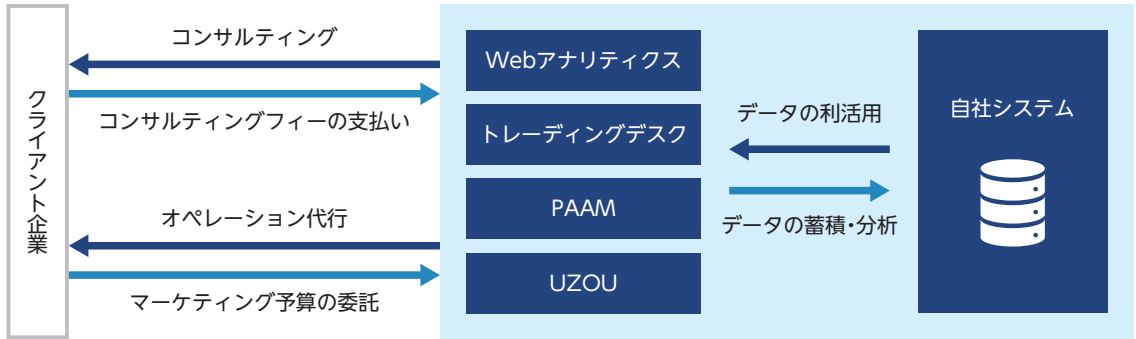 クライアント企業
コンサルティング
コンサルティングフィーの支払い
オペレーション代行
マーケティング予算の委託
Webアナリティクス
トレーディングデスク
PAAM
UZOU
データの利活用
データの蓄積・分析
自社システム